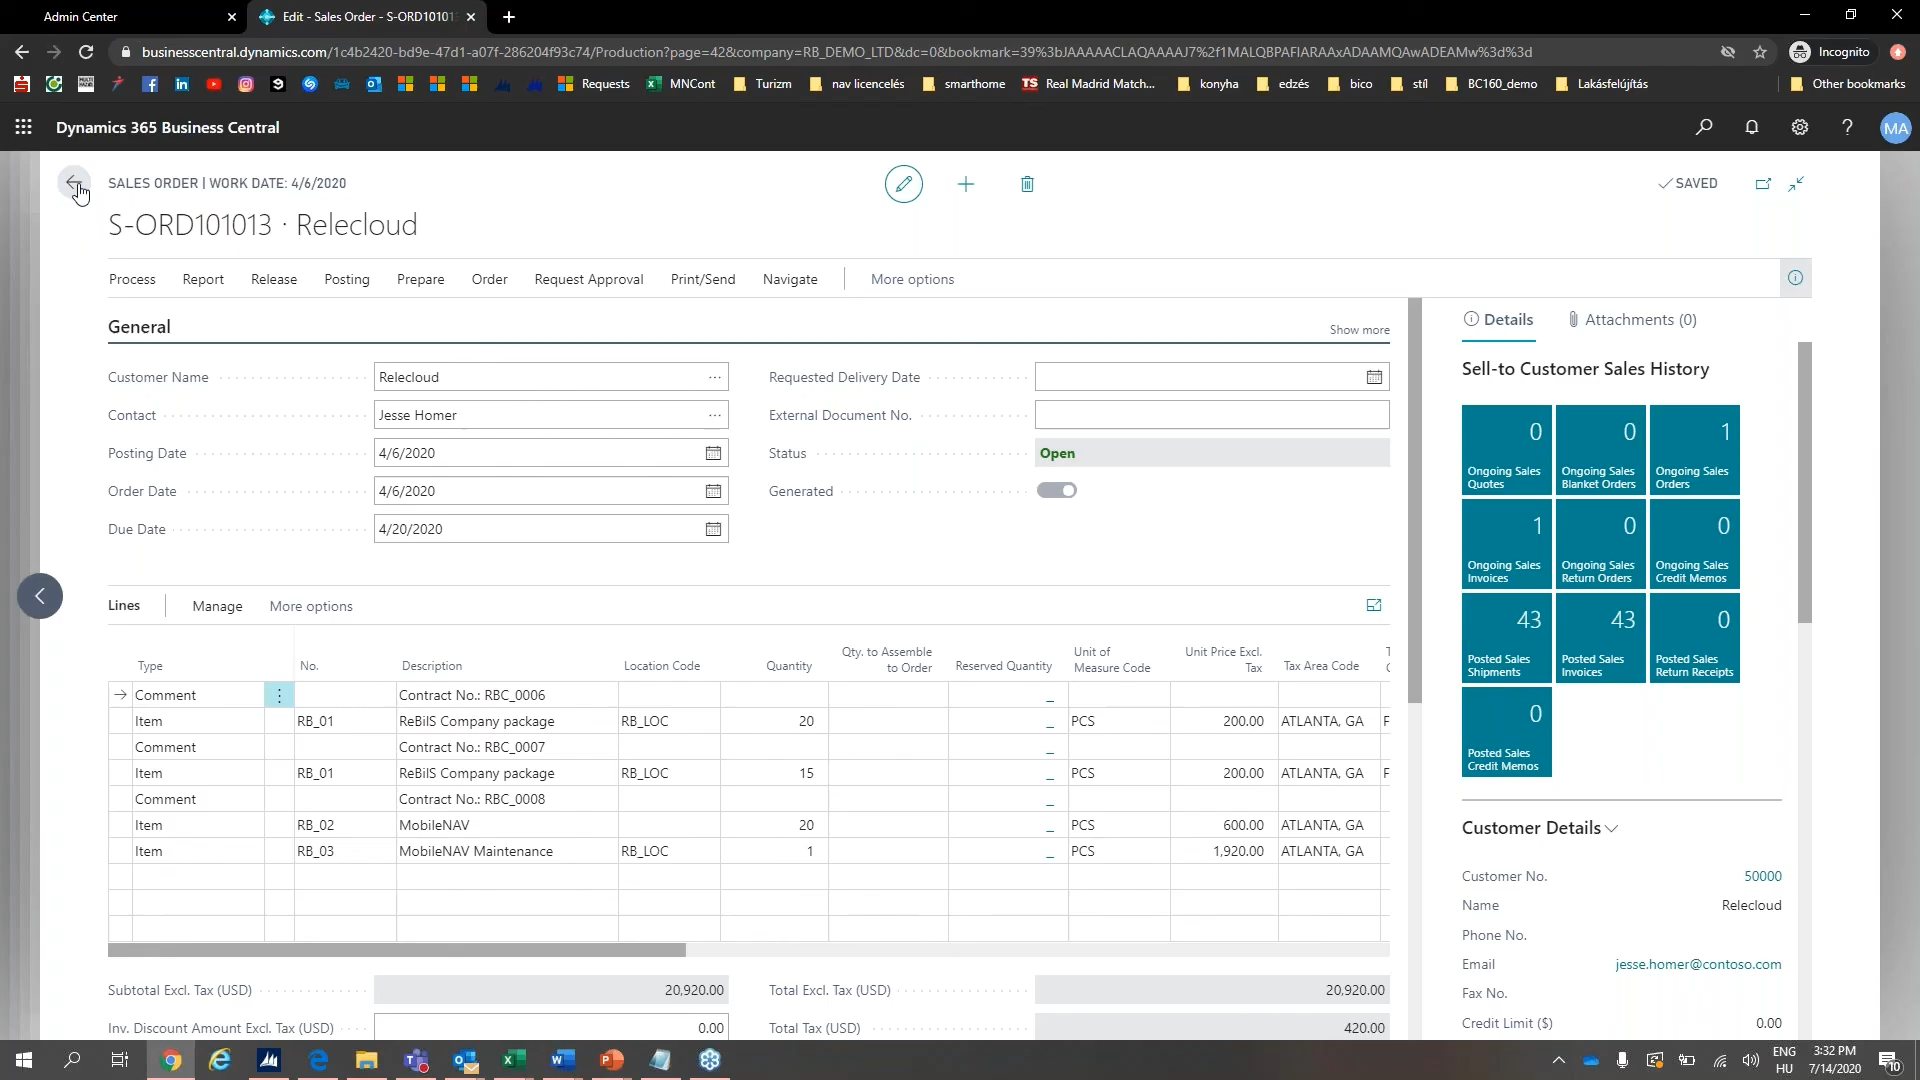 Admin Center
Edit - Sales Order - S-ORD101013
businesscentral.dynamics.com/1c4b2420-bd9e-47d1-a07f-286204f93c74/Production?page=42&company=RB_DEMO_LTD&dc=0&bookmark=39%3bJAAAAACLAQAAAAJ7%2f1MALQBPAFIARAAxADAAMQAwADEAMw%3d%3d
Incognito
Requests
MNCont
Turizm
nav licencelés
smarthome
TS Real Madrid Match...
konyha
edzés
bico
stíl
BC160_demo
Lakásfelújítás
Other bookmarks
Dynamics 365 Business Central
MA
SALES ORDER | WORK DATE: 4/6/2020
SAVED
S-ORD101013 · Relecloud
Process Report Release Posting Prepare Order Request Approval Print/Send Navigate More options
General
Show more
Customer Name Relecloud
Contact Jesse Homer
Posting Date 4/6/2020
Order Date 4/6/2020
Due Date 4/20/2020
Requested Delivery Date
External Document No.
Status Open
Generated
Lines Manage More options
Type No. Description Location Code Quantity Qty. to Assemble to Order Reserved Quantity Unit of Measure Code Unit Price Excl. Tax Tax Area Code
Comment Contract No.: RBC_0006 _
Item RB_01 ReBilS Company package RB_LOC 20 _ PCS 200.00 ATLANTA, GA F
Comment Contract No.: RBC_0007 _
Item RB_01 ReBilS Company package RB_LOC 15 _ PCS 200.00 ATLANTA, GA F
Comment Contract No.: RBC_0008 _
Item RB_02 MobileNAV 20 _ PCS 600.00 ATLANTA, GA
Item RB_03 MobileNAV Maintenance RB_LOC 1 _ PCS 1,920.00 ATLANTA, GA
Subtotal Excl. Tax (USD) 20,920.00
Inv. Discount Amount Excl. Tax (USD) 0.00
Total Excl. Tax (USD) 20,920.00
Total Tax (USD) 420.00
Details
Attachments (0)
Sell-to Customer Sales History
0 Ongoing Sales Quotes
0 Ongoing Sales Blanket Orders
1 Ongoing Sales Orders
1 Ongoing Sales Invoices
0 Ongoing Sales Return Orders
0 Ongoing Sales Credit Memos
43 Posted Sales Shipments
43 Posted Sales Invoices
0 Posted Sales Return Receipts
0 Posted Sales Credit Memos
Customer Details
Customer No. 50000
Name Relecloud
Phone No.
Email jesse.homer@contoso.com
Fax No.
Credit Limit ($) 0.00
ENG
HU
3:32 PM
7/14/2020
10